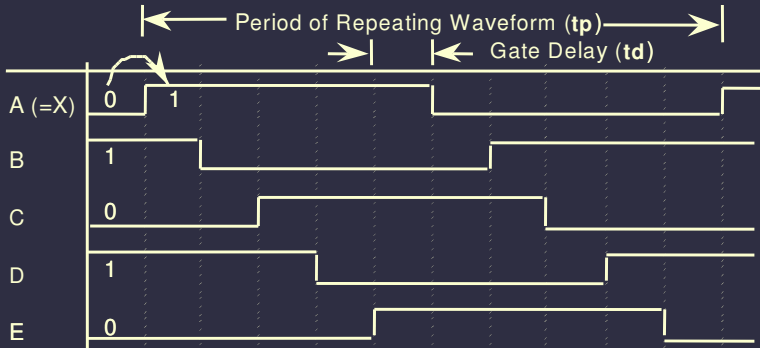 Period of Repeating Waveform (tp)
Gate Delay (td)
A (=X) 0 1
B 1
C 0
D 1
E 0